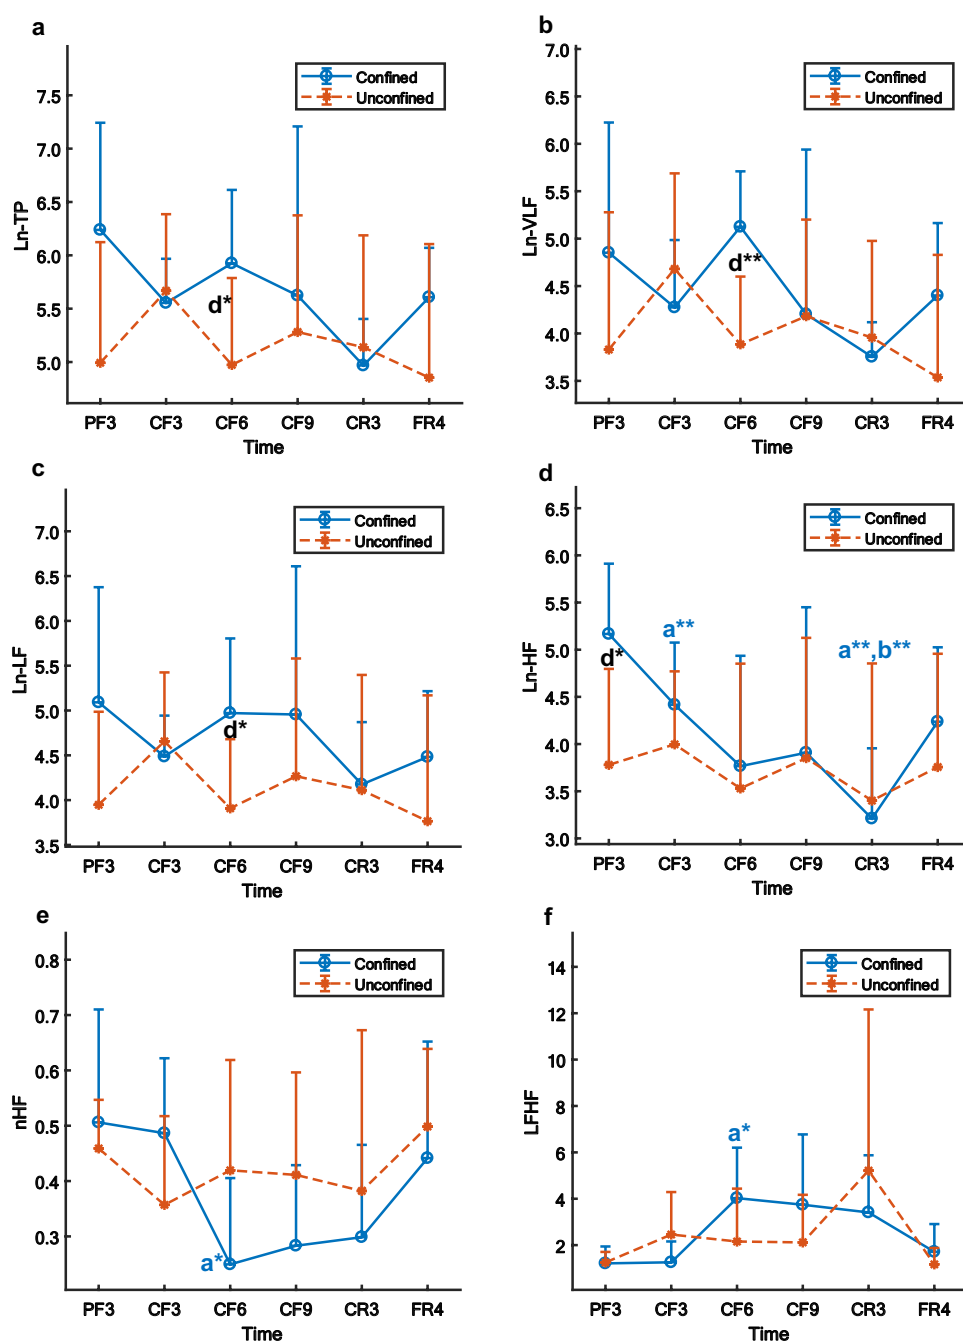 a
Ln-TP
7.5
7.0
6.5
6.0
5.5
5.0
Confined
Unconfined
d*
PF3 CF3 CF6 CF9 CR3 FR4
Time
b
Ln-VLF
7.0
6.5
6.0
5.5
5.0
4.5
4.0
3.5
Confined
Unconfined
d**
PF3 CF3 CF6 CF9 CR3 FR4
Time
c
Ln-LF
7.0
6.5
6.0
5.5
5.0
4.5
4.0
3.5
Confined
Unconfined
d*
PF3 CF3 CF6 CF9 CR3 FR4
Time
d
Ln-HF
6.5
6.0
5.5
5.0
4.5
4.0
3.5
3.0
Confined
Unconfined
d*
a**
a**,b**
PF3 CF3 CF6 CF9 CR3 FR4
Time
e
nHF
0.8
0.7
0.6
0.5
0.4
0.3
Confined
Unconfined
a*
PF3 CF3 CF6 CF9 CR3 FR4
Time
f
LFHF
14
12
10
8
6
4
2
Confined
Unconfined
a*
PF3 CF3 CF6 CF9 CR3 FR4
Time